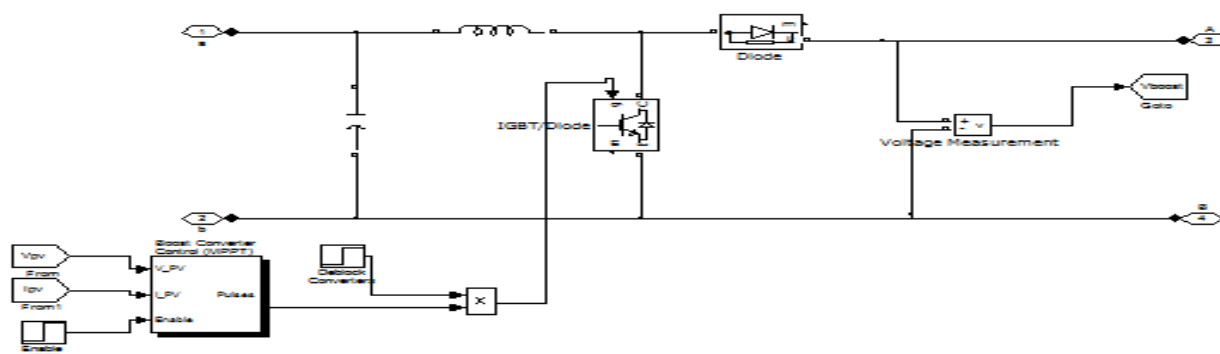 1
a
Diode
A
3
Vboost
Goto
g
C
m
E
IGBT/Diode
+
-
v
Voltage Measurement
2
b
B
4
Boost Converter
Control (MPPT)
Vpv
From
V_PV
Ipv
From1
I_PV
Pulses
Enable
Enable
Deblock
Converters
X